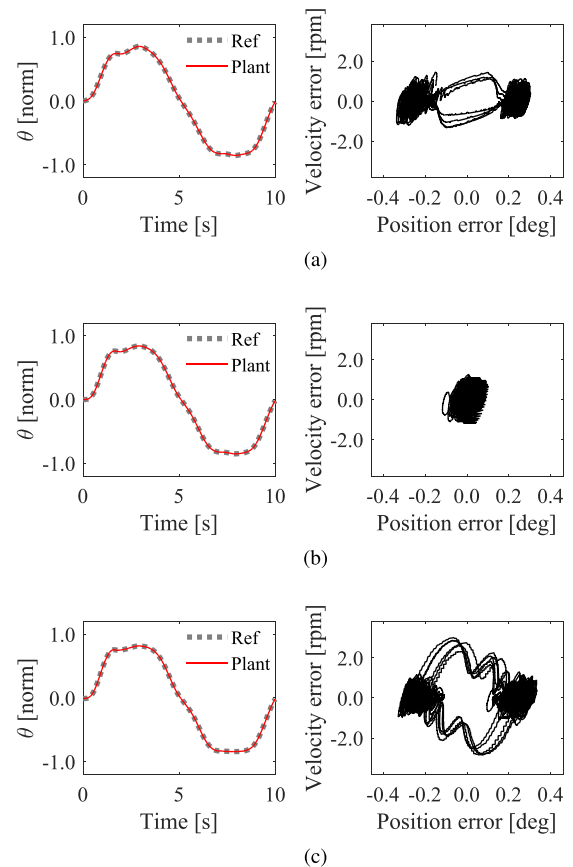 1.0
0.0
-1.0
θ [norm]
Ref
Plant
0
5
10
Time [s]
2.0
0.0
-2.0
Velocity error [rpm]
-0.4 -0.2 0.0 0.2 0.4
Position error [deg]
(a)
1.0
0.0
-1.0
θ [norm]
Ref
Plant
0
5
10
Time [s]
2.0
0.0
-2.0
Velocity error [rpm]
-0.4 -0.2 0.0 0.2 0.4
Position error [deg]
(b)
1.0
0.0
-1.0
θ [norm]
Ref
Plant
0
5
10
Time [s]
2.0
0.0
-2.0
Velocity error [rpm]
-0.4 -0.2 0.0 0.2 0.4
Position error [deg]
(c)